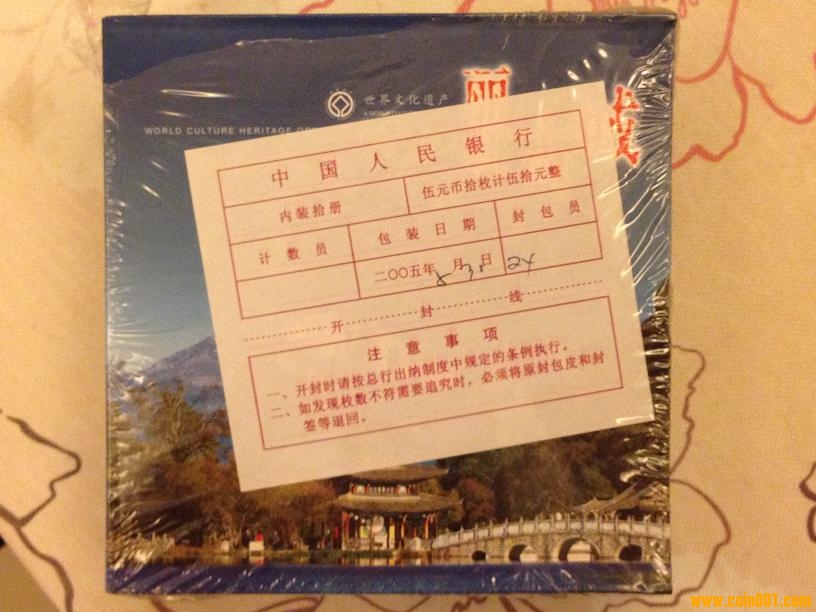 世界文化遗产
WORLD CULTURE HERITAGE
中国人民银行
内装拾册
伍元币拾枚计伍拾元整
计数员
包装日期
封包员
二〇〇五年 月 日
开封线
注意事项
一、开封时请按总行出纳制度中规定的条例执行。
二、如发现枚数不符需要追究时，必须将原封包皮和封
签等退回。
www.coin001.com